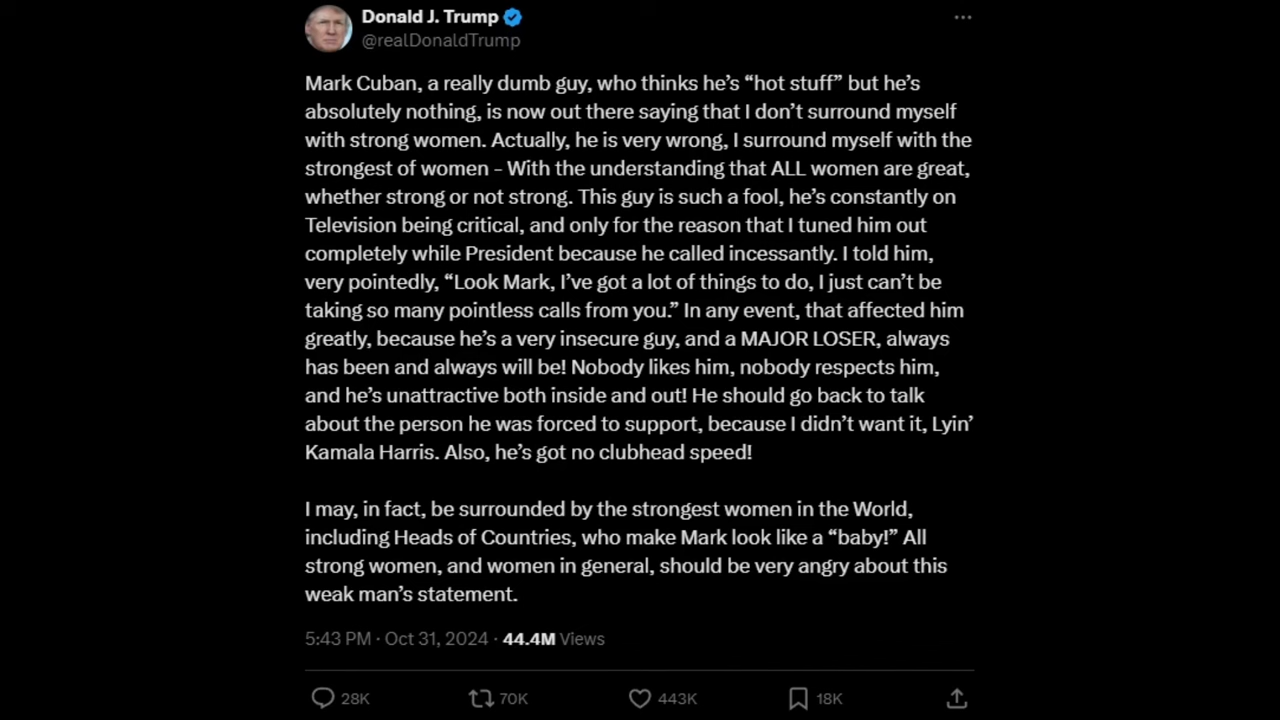 Donald J. Trump
...
@realDonaldTrump
Mark Cuban, a really dumb guy, who thinks he’s “hot stuff” but he’s
absolutely nothing, is now out there saying that I don’t surround myself
with strong women. Actually, he is very wrong, I surround myself with the
strongest of women – With the understanding that ALL women are great,
whether strong or not strong. This guy is such a fool, he’s constantly on
Television being critical, and only for the reason that I tuned him out
completely while President because he called incessantly. I told him,
very pointedly, “Look Mark, I’ve got a lot of things to do, I just can’t be
taking so many pointless calls from you.” In any event, that affected him
greatly, because he’s a very insecure guy, and a MAJOR LOSER, always
has been and always will be! Nobody likes him, nobody respects him,
and he’s unattractive both inside and out! He should go back to talk
about the person he was forced to support, because I didn’t want it, Lyin’
Kamala Harris. Also, he’s got no clubhead speed!
I may, in fact, be surrounded by the strongest women in the World,
including Heads of Countries, who make Mark look like a “baby!” All
strong women, and women in general, should be very angry about this
weak man’s statement.
5:43 PM · Oct 31, 2024 · 44.4M Views
28K 70K 443K 18K